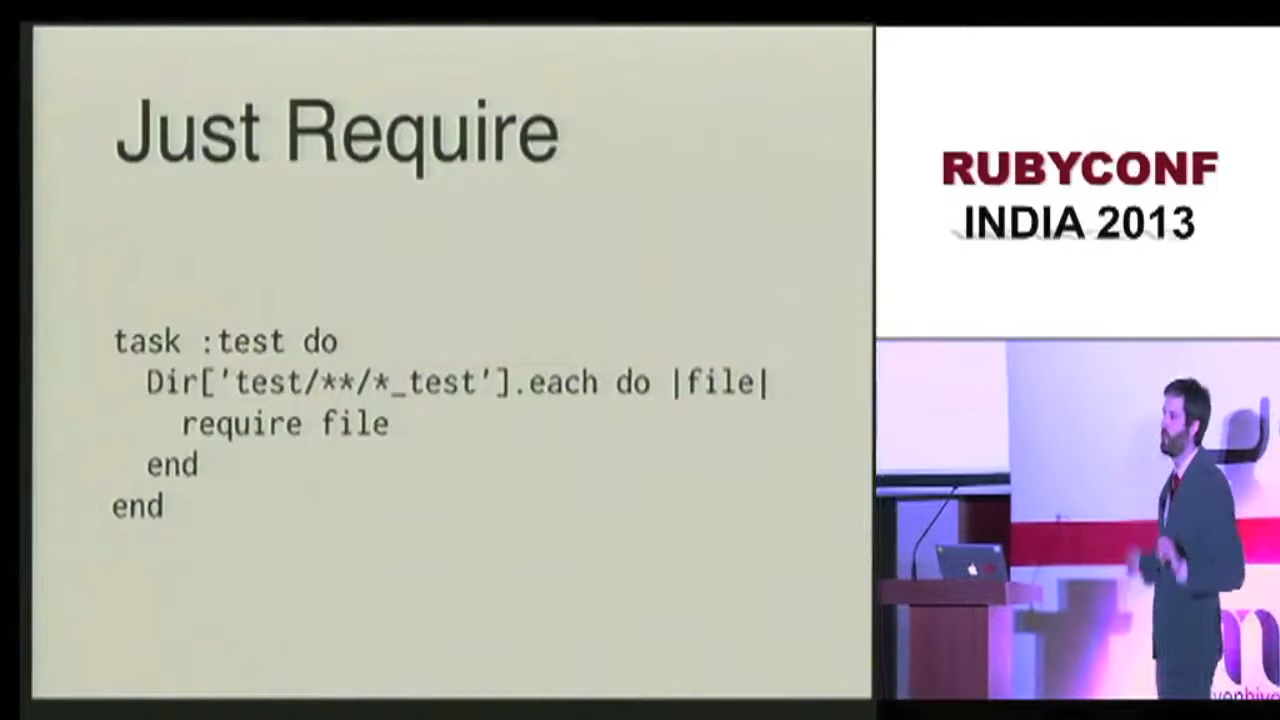 Just Require
task :test do
  Dir['test/**/*_test'].each do |file|
    require file
  end
end
RUBYCONF
INDIA 2013